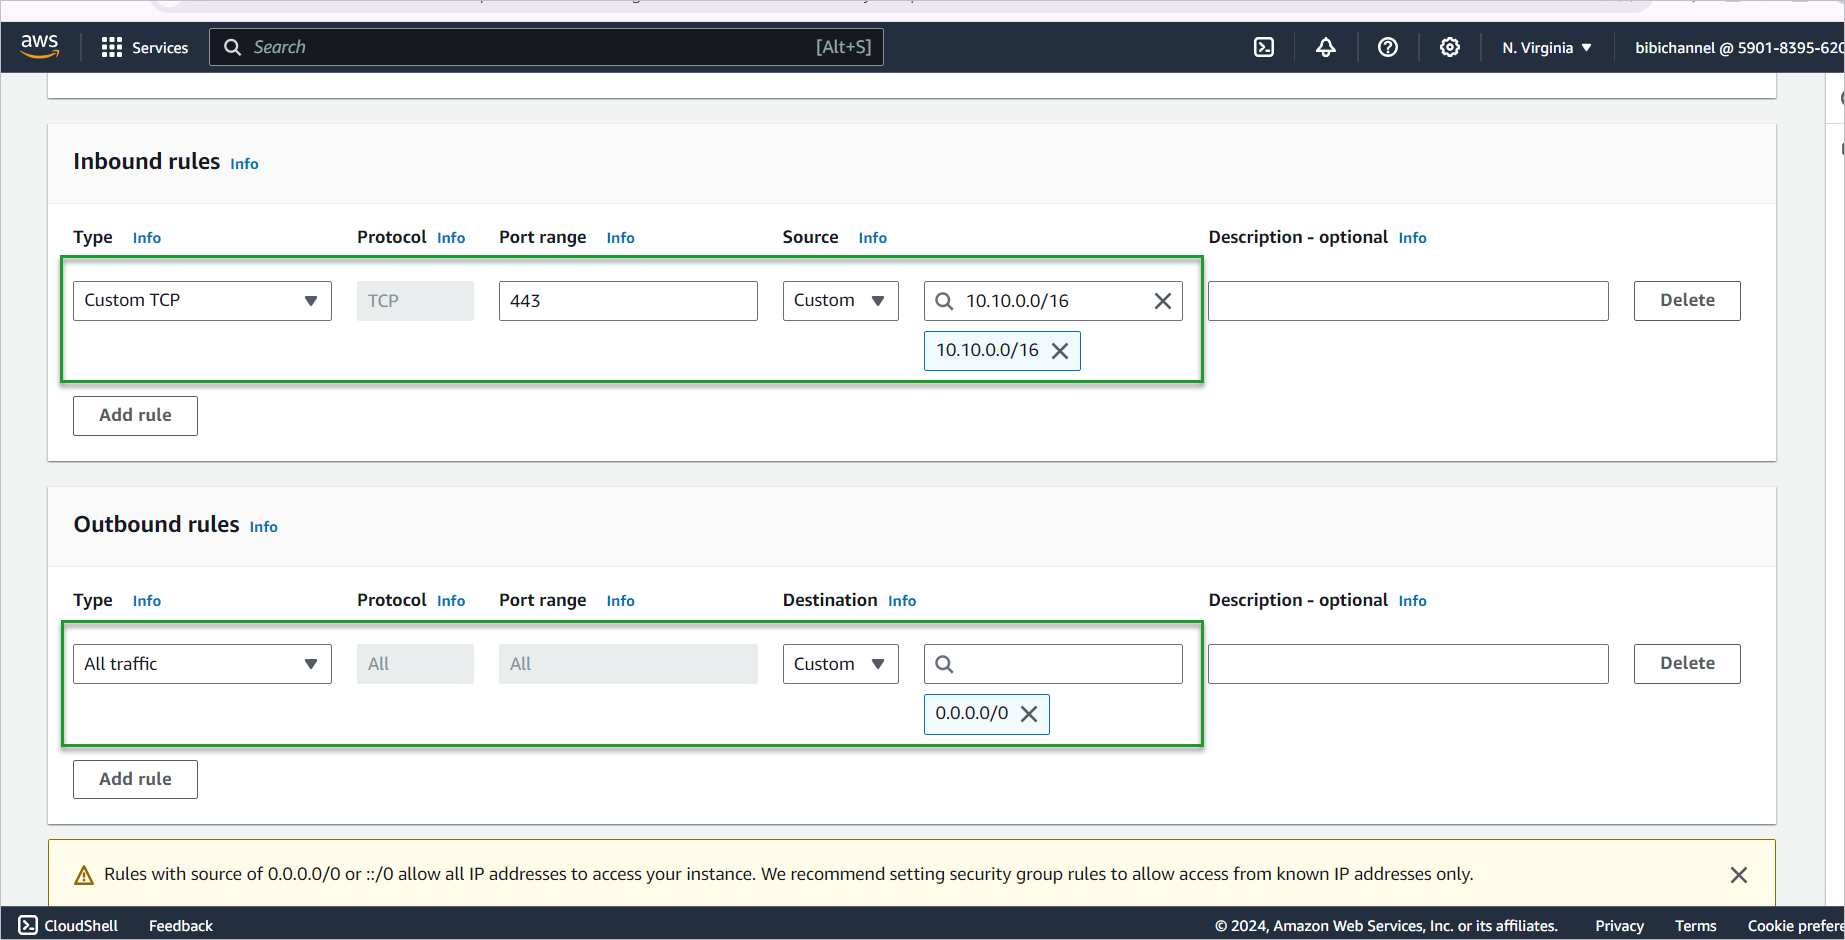 aws Services Search [Alt+S] N. Virginia bibichannel @ 5901-8395-620
Inbound rules Info
Type Info Protocol Info Port range Info Source Info Description - optional Info
Custom TCP TCP 443 Custom 10.10.0.0/16 Delete
10.10.0.0/16
Add rule
Outbound rules Info
Type Info Protocol Info Port range Info Destination Info Description - optional Info
All traffic All All Custom Delete
0.0.0.0/0
Add rule
Rules with source of 0.0.0.0/0 or ::/0 allow all IP addresses to access your instance. We recommend setting security group rules to allow access from known IP addresses only.
CloudShell Feedback © 2024, Amazon Web Services, Inc. or its affiliates. Privacy Terms Cookie prefere